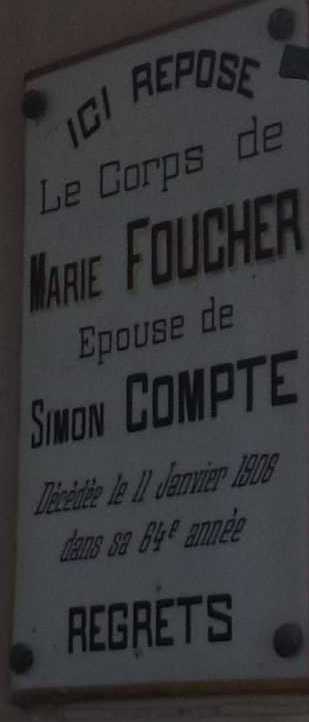 ICI REPOSE
Le Corps de
MARIE FOUCHER
Epouse de
SIMON COMPTE
Décédée le 11 Janvier 1908
dans sa 64e année
REGRETS